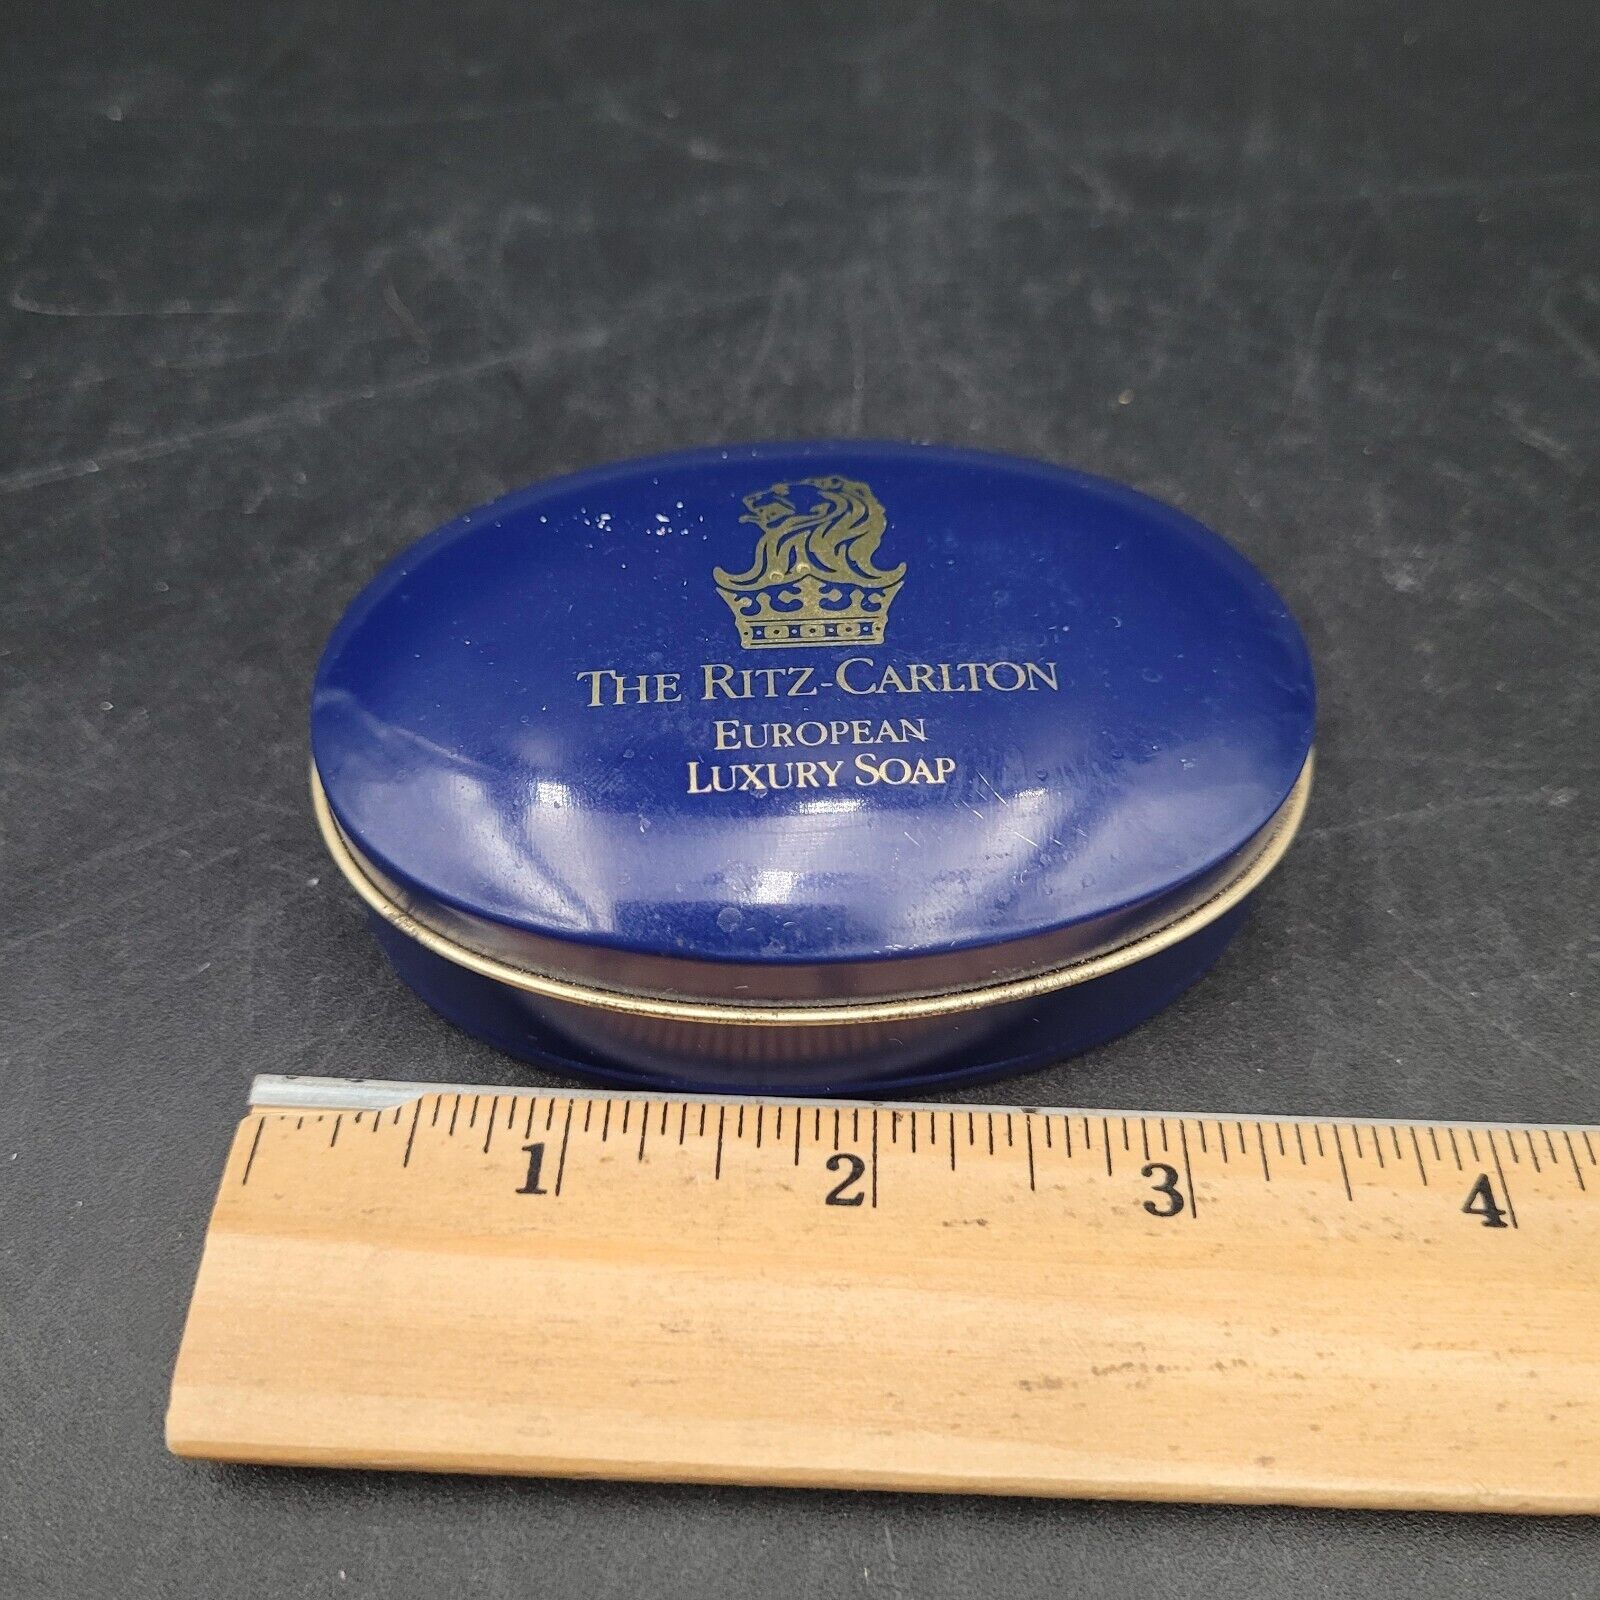 THE RITZ-CARLTON
EUROPEAN
LUXURY SOAP
1 2 3 4